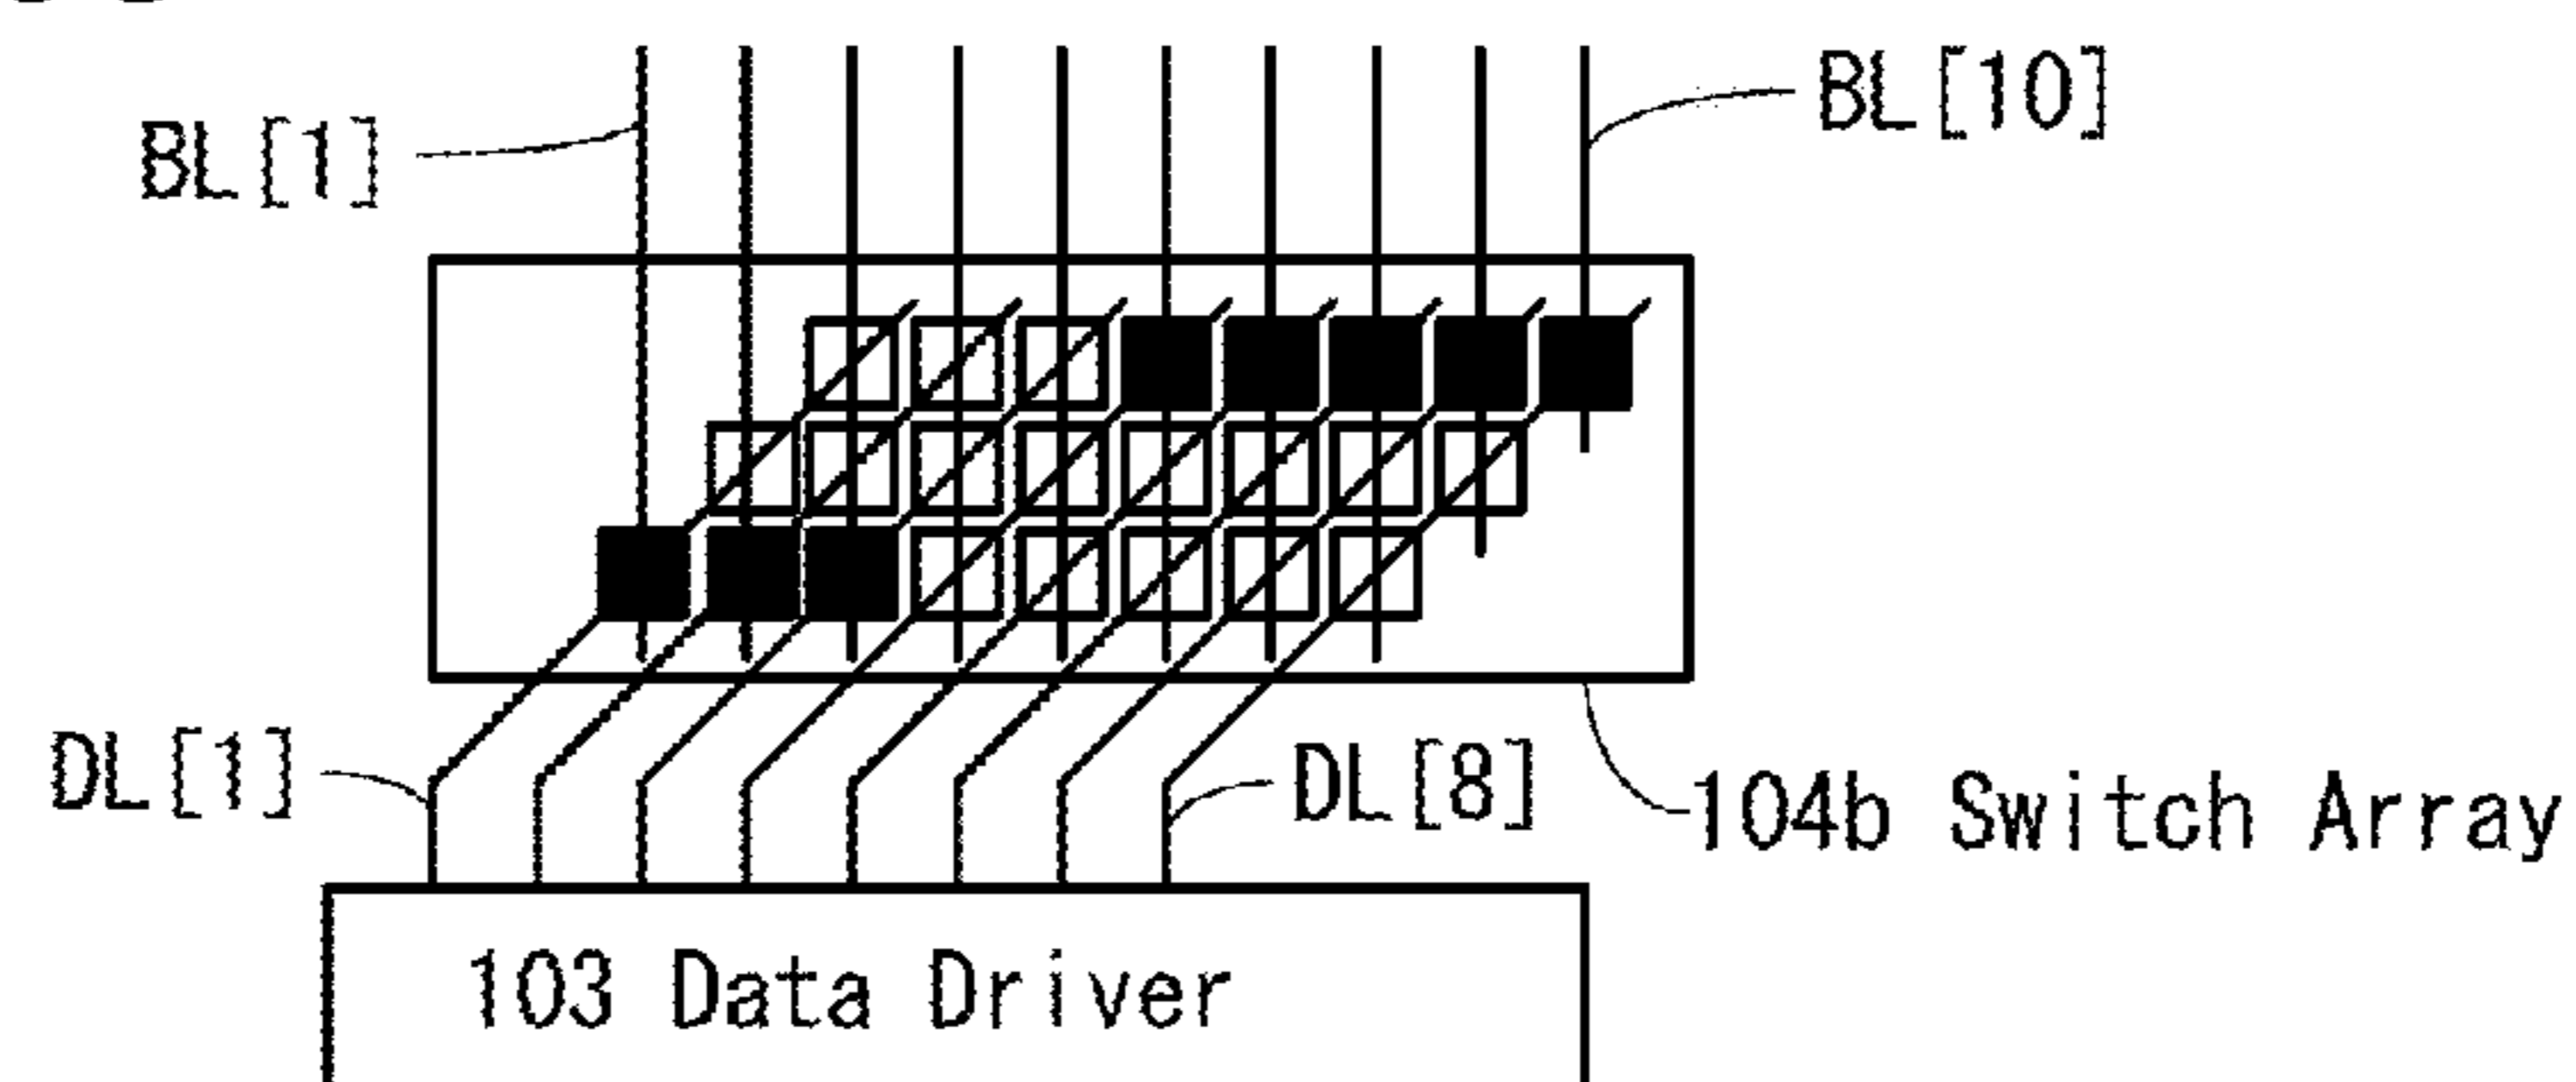 BL[10]
BL[1]
DL[1]
DL[8]
104b Switch Array
103 Data Driver